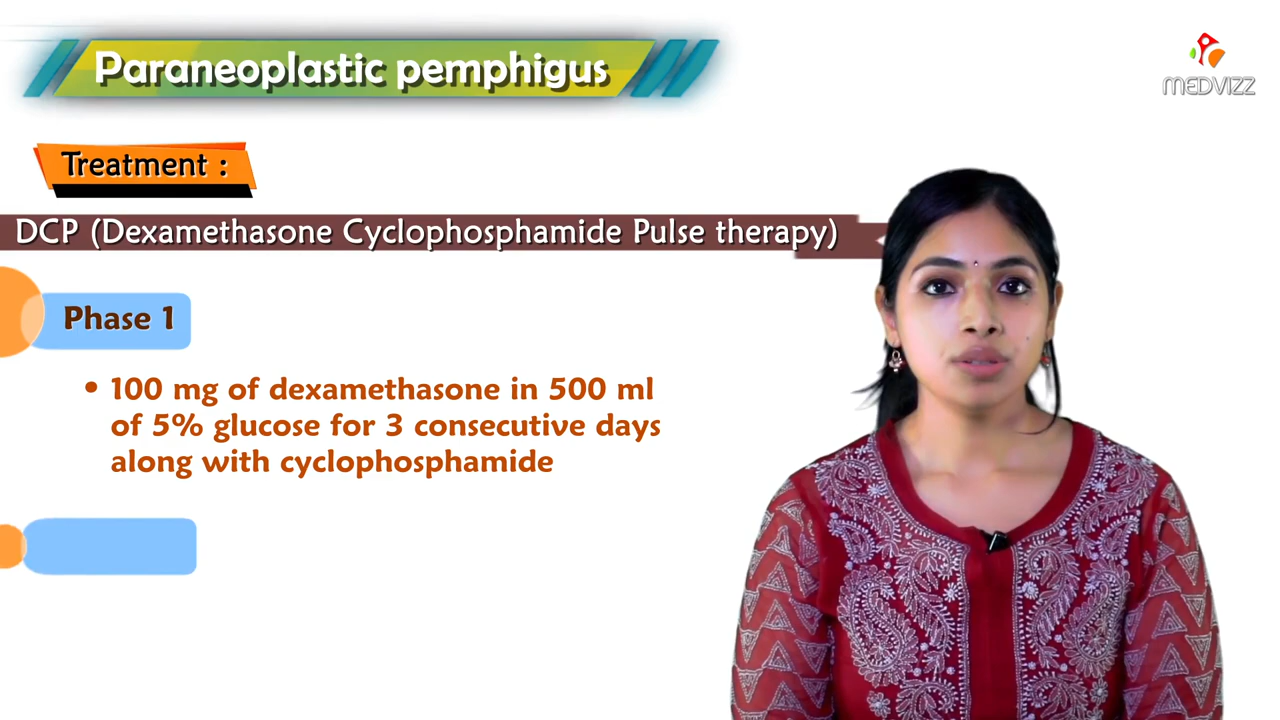 Paraneoplastic pemphigus
MEDVIZZ
Treatment :
DCP (Dexamethasone Cyclophosphamide Pulse therapy)
Phase 1
• 100 mg of dexamethasone in 500 ml
of 5% glucose for 3 consecutive days
along with cyclophosphamide